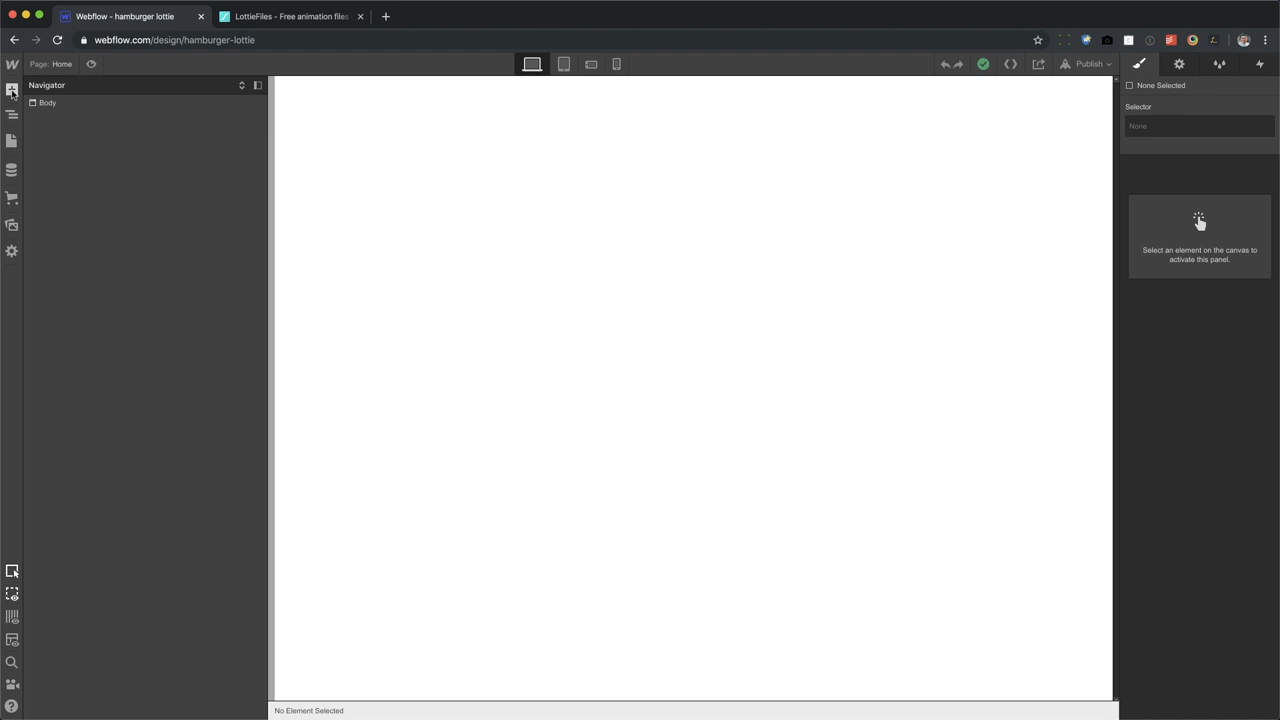 Webflow - hamburger lottie
LottieFiles - Free animation files
webflow.com/design/hamburger-lottie
Page: Home
Publish
Navigator
None Selected
Body
Selector
None
Select an element on the canvas to
activate this panel.
No Element Selected